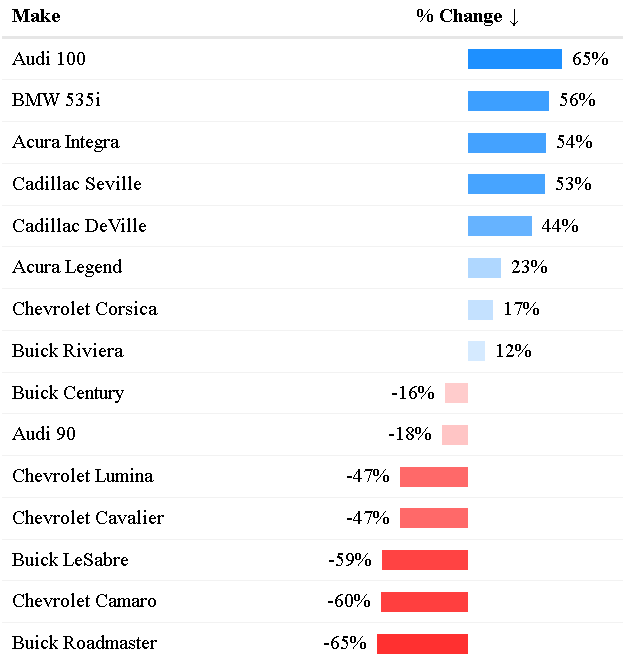 Make % Change ↓
Audi 100 65%
BMW 535i 56%
Acura Integra 54%
Cadillac Seville 53%
Cadillac DeVille 44%
Acura Legend 23%
Chevrolet Corsica 17%
Buick Riviera 12%
Buick Century -16%
Audi 90 -18%
Chevrolet Lumina -47%
Chevrolet Cavalier -47%
Buick LeSabre -59%
Chevrolet Camaro -60%
Buick Roadmaster -65%